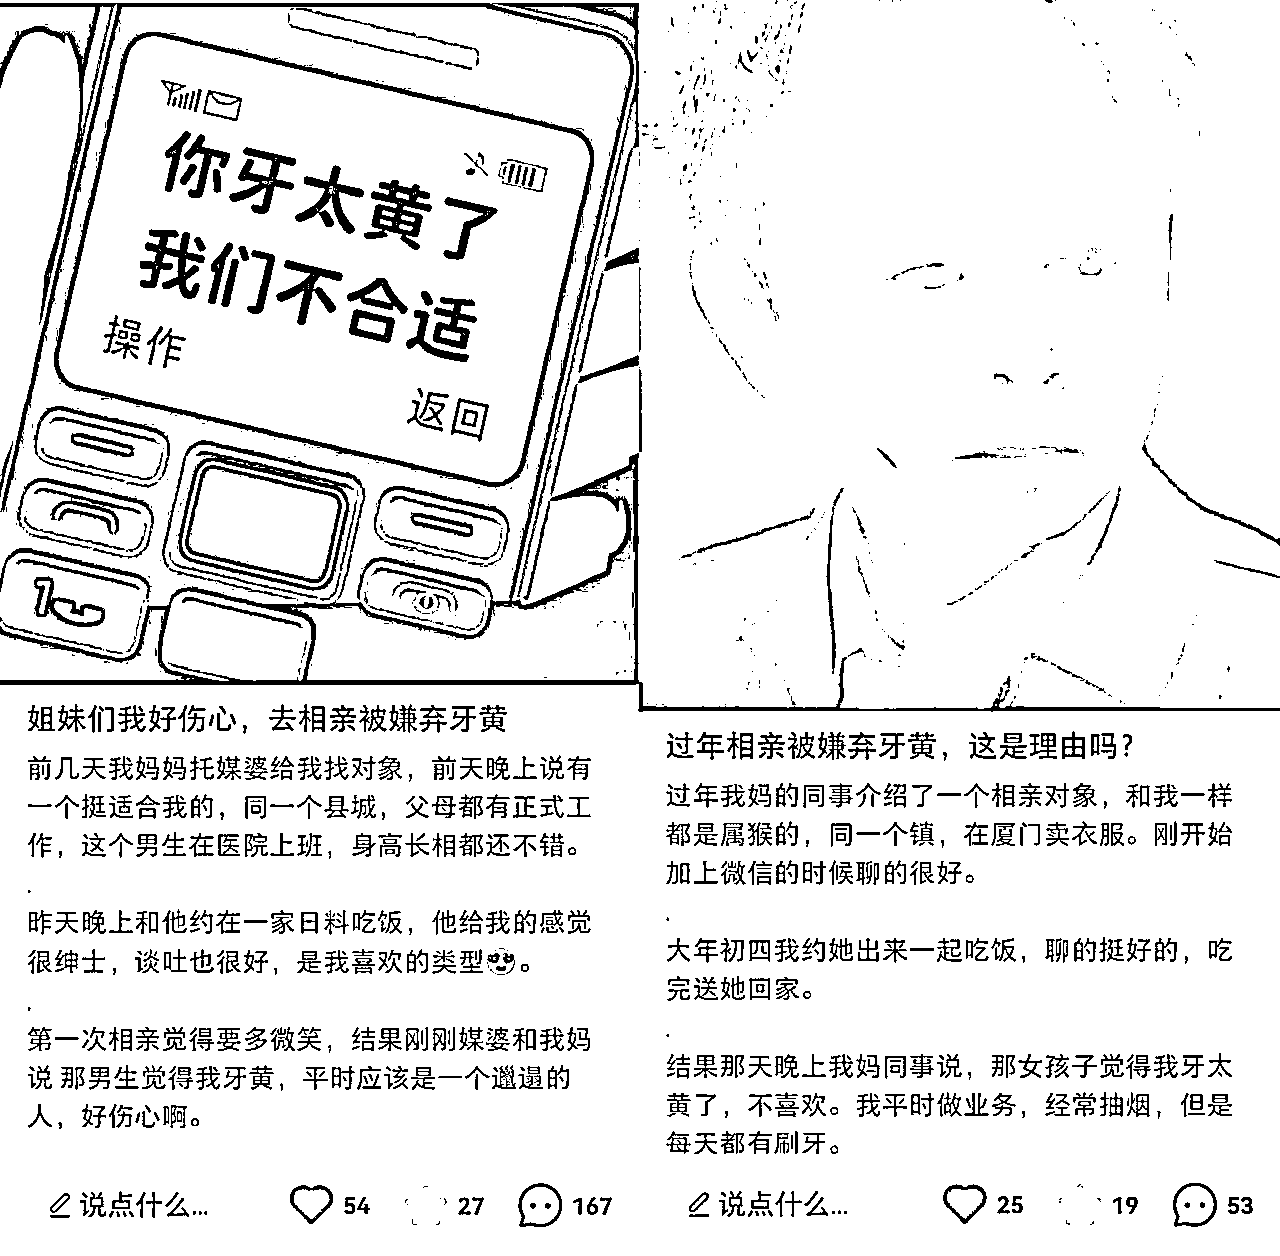 你牙太黄了
我们不合适
操作
返回
1
姐妹们我好伤心，去相亲被嫌弃牙黄
前几天我妈妈托媒婆给我找对象，前天晚上说有
一个挺适合我的，同一个县城，父母都有正式工
作，这个男生在医院上班，身高长相都还不错。
.
昨天晚上和他约在一家日料吃饭，他给我的感觉
很绅士，谈吐也很好，是我喜欢的类型🥰。
.
第一次相亲觉得要多微笑，结果刚刚媒婆和我妈
说 那男生觉得我牙黄，平时应该是一个邋遢的
人，好伤心啊。
说点什么...
54
27
167
过年相亲被嫌弃牙黄，这是理由吗？
过年我妈的同事介绍了一个相亲对象，和我一样
都是属猴的，同一个镇，在厦门卖衣服。刚开始
加上微信的时候聊的很好。
.
大年初四我约她出来一起吃饭，聊的挺好的，吃
完送她回家。
.
结果那天晚上我妈同事说，那女孩子觉得我牙太
黄了，不喜欢。我平时做业务，经常抽烟，但是
每天都有刷牙。
说点什么...
25
19
53